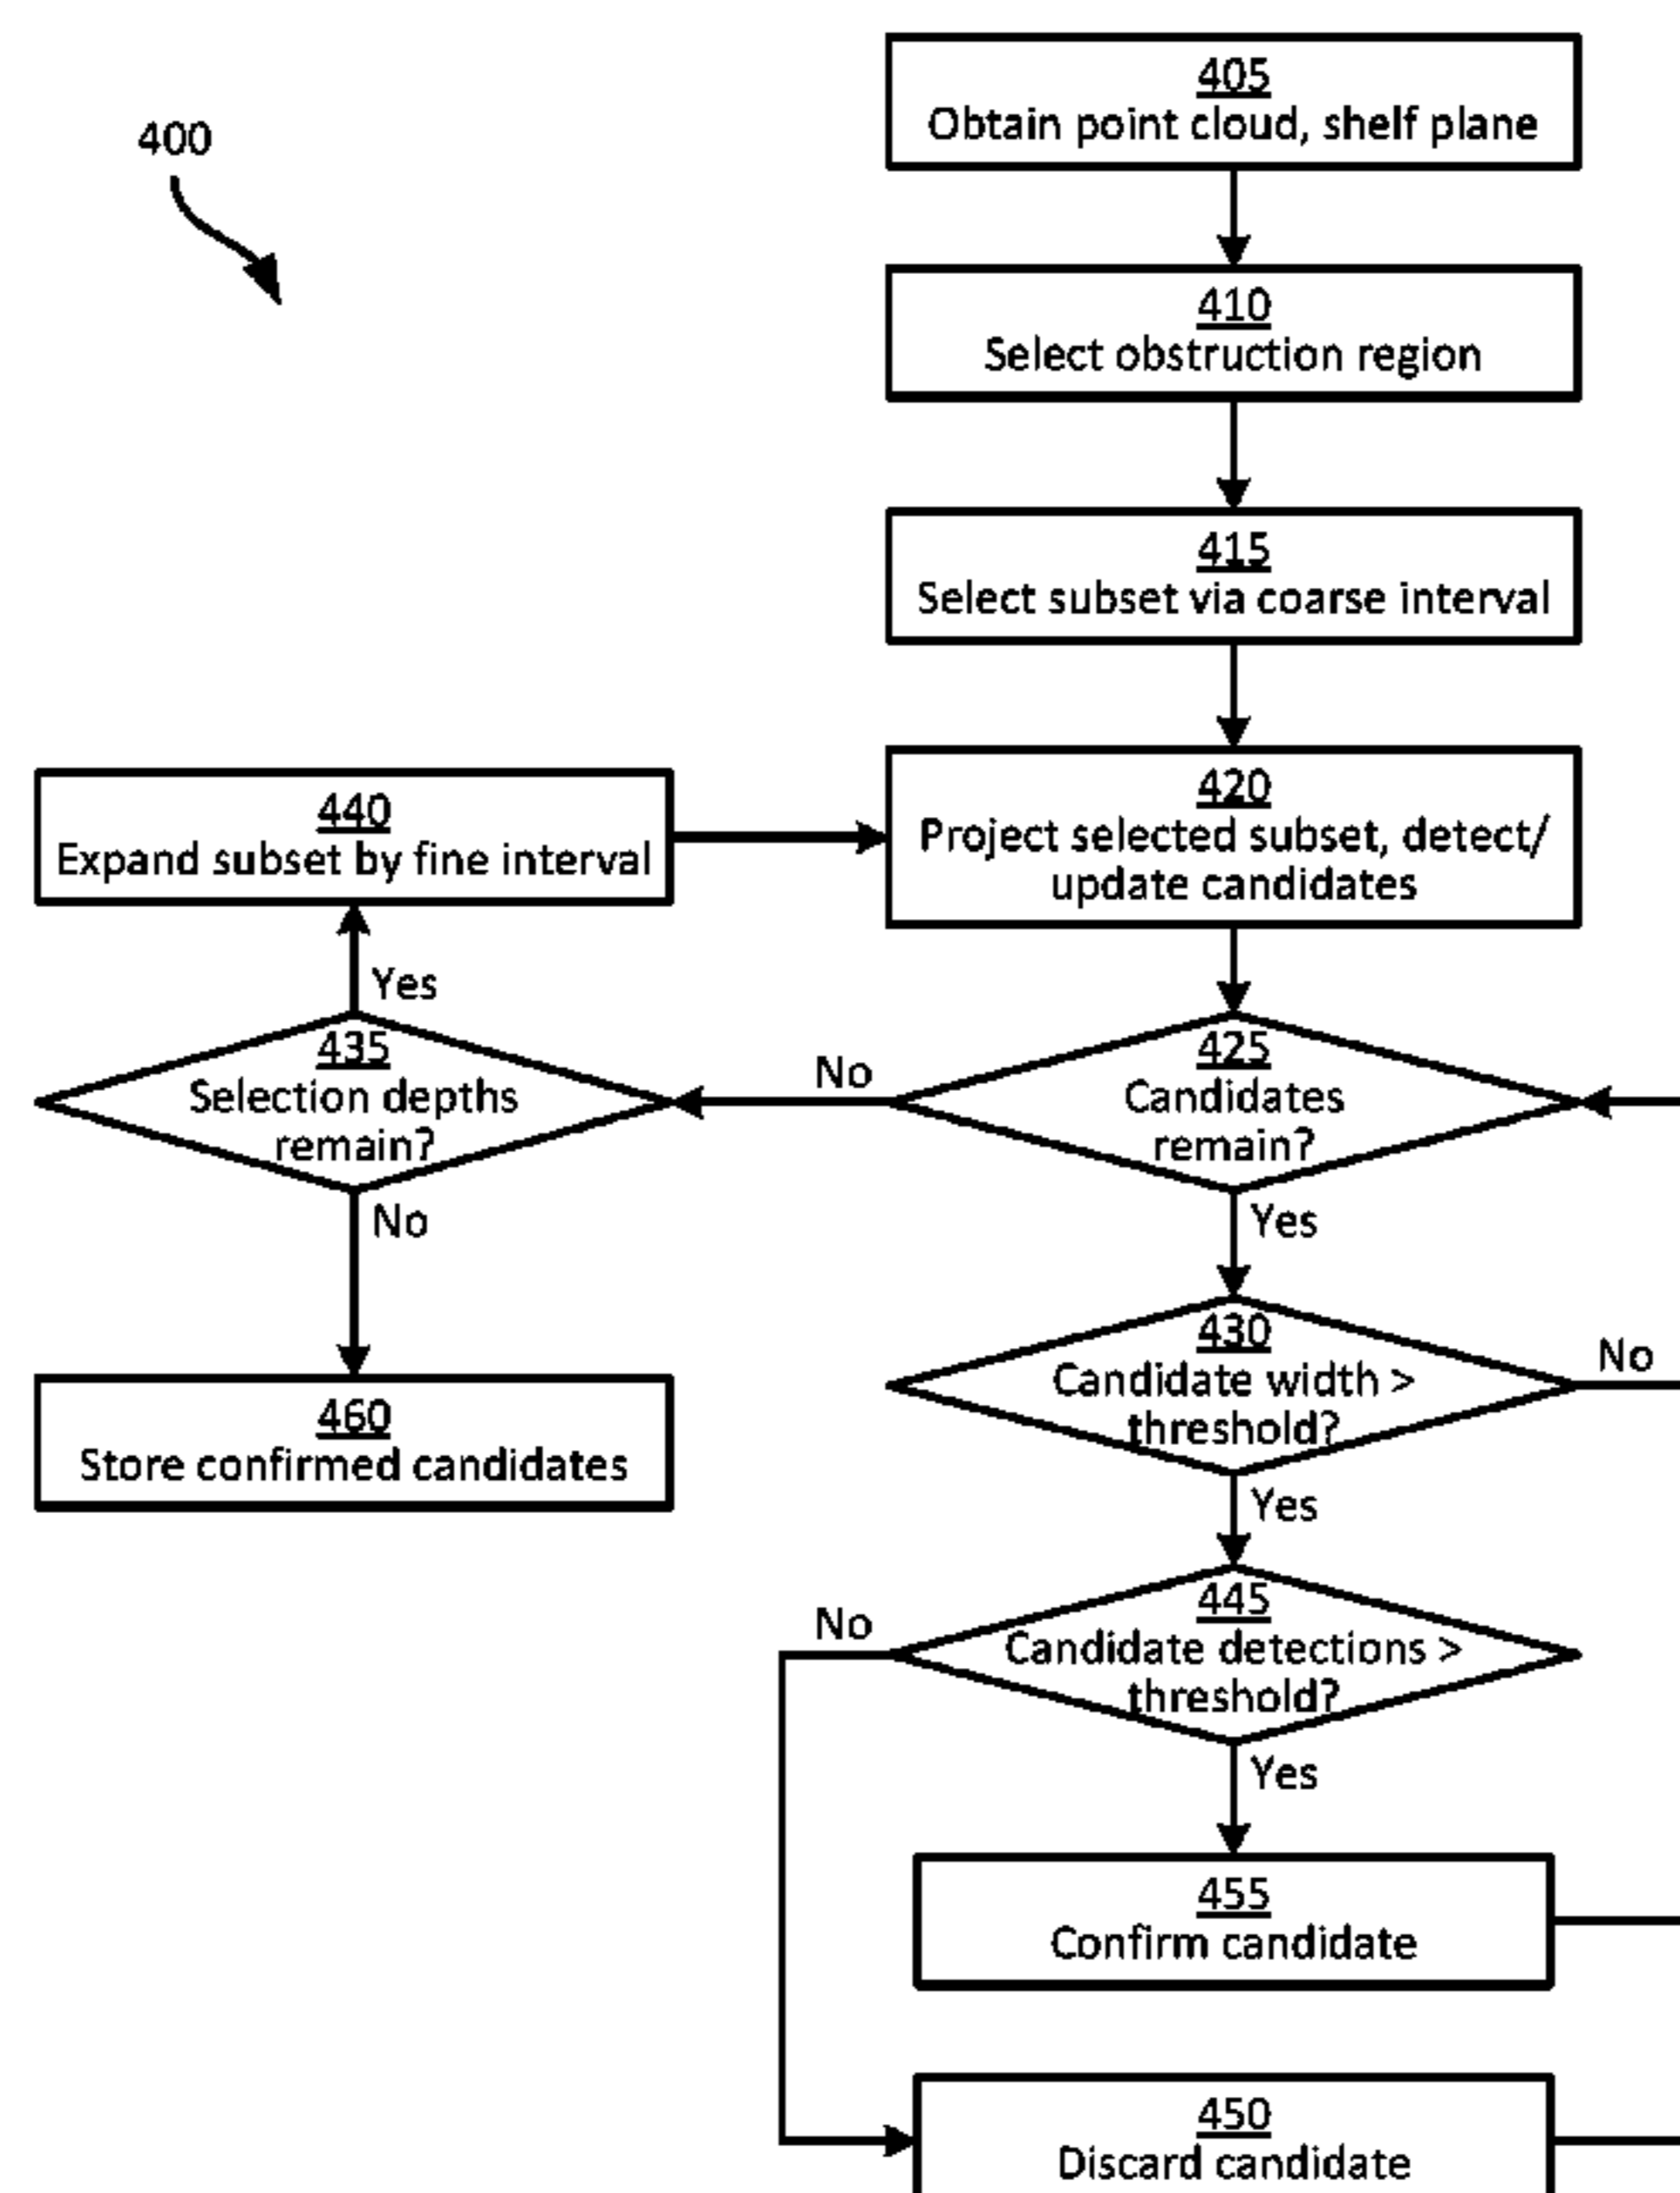 400
405
Obtain point cloud, shelf plane
410
Select obstruction region
415
Select subset via coarse interval
440
Expand subset by fine interval
420
Project selected subset, detect/
update candidates
Yes
435
Selection depths
remain?
No
425
Candidates
remain?
No
Yes
460
Store confirmed candidates
430
Candidate width >
threshold?
No
Yes
445
Candidate detections >
threshold?
No
Yes
455
Confirm candidate
450
Discard candidate